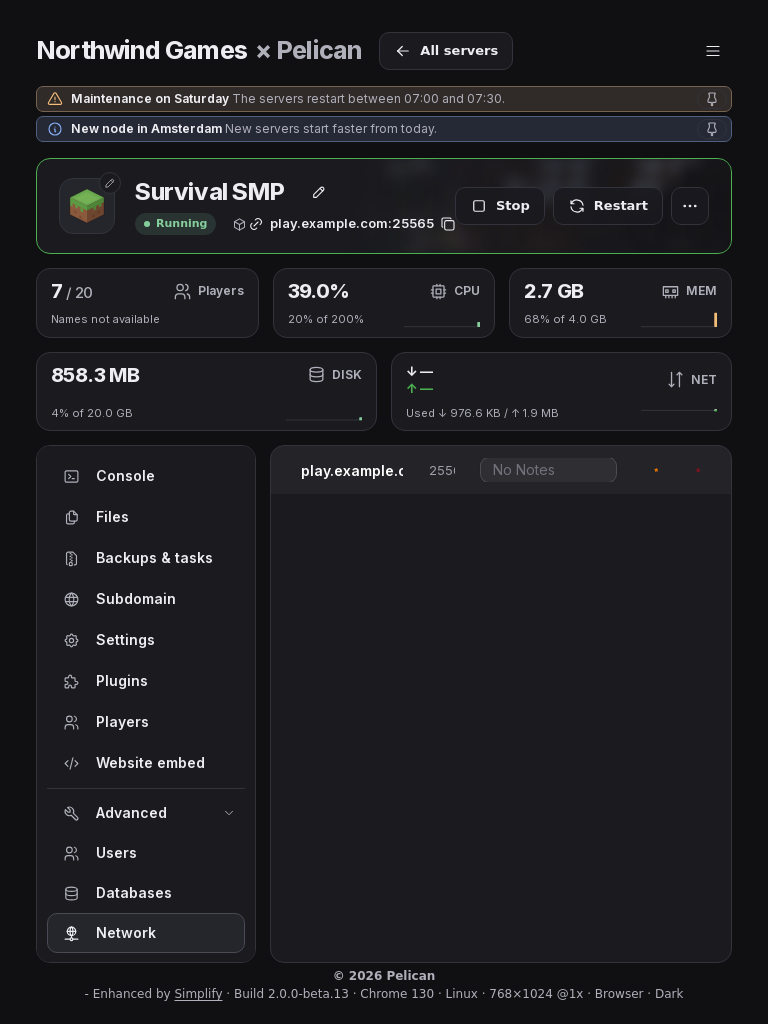 Northwind Games × Pelican
All servers
Maintenance on Saturday The servers restart between 07:00 and 07:30.
New node in Amsterdam New servers start faster from today.
Survival SMP
Running
play.example.com:25565
Stop
Restart
7 / 20
Players
Names not available
39.0%
CPU
20% of 200%
2.7 GB
MEM
68% of 4.0 GB
858.3 MB
DISK
4% of 20.0 GB
↓ —
↑ —
NET
Used ↓ 976.6 KB / ↑ 1.9 MB
Console
Files
Backups & tasks
Subdomain
Settings
Plugins
Players
Website embed
Advanced
Users
Databases
Network
play.example.c
2556
No Notes
© 2026 Pelican
- Enhanced by Simplify · Build 2.0.0-beta.13 · Chrome 130 · Linux · 768×1024 @1x · Browser · Dark